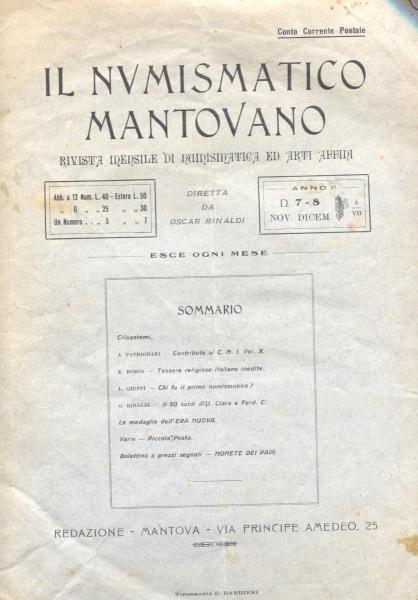 Conto Corrente Postale
IL NVMISMATICO
MANTOVANO
RIVISTA MENSILE DI NUMISMATICA ED ARTI AFFINI
Abb. a 12 Num. L. 40 - Estero L. 50
„ 6 „ „ 25 „ „ 30
Un Numero . . „ 5 „ „ 7
DIRETTA
DA
OSCAR RINALDI
ANNO I°
N. 7-8
NOV. DICEM.
A
VII
ESCE OGNI MESE
SOMMARIO
Crisantemi.
A. PATRIGNANI — Contributo al C. N. I. Vol. X.
E. BOSCO — Tessere religiose italiane inedite.
L. GIOPPI — Chi fu il primo numismatico?
O. RINALDI — Il 60 soldi di I. Clara e Ferd. C.
Le medaglie dell'ERA NUOVA.
Varie — Piccola Posta.
Bolettino a prezzi segnati — MONETE DEI PAPI.
REDAZIONE - MANTOVA - VIA PRINCIPE AMEDEO, 25
TIPOGRAFIA C. BARBIERI